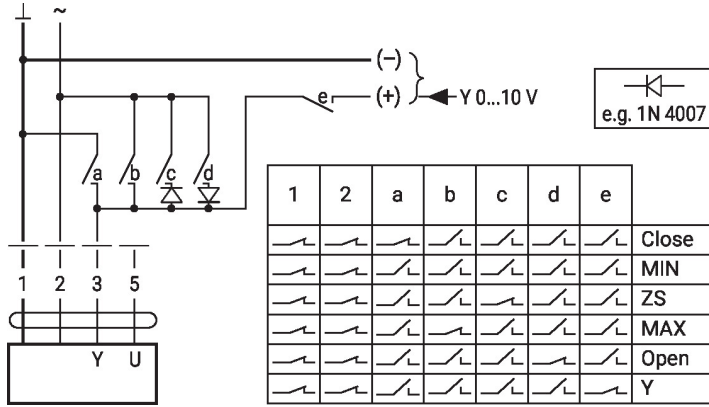 ⊥ ~
(–)
e (+) Y 0...10 V
e.g. 1N 4007
a b c d
1 2 a b c d e
Close
MIN
ZS
MAX
Open
Y
1 2 3 5
Y U